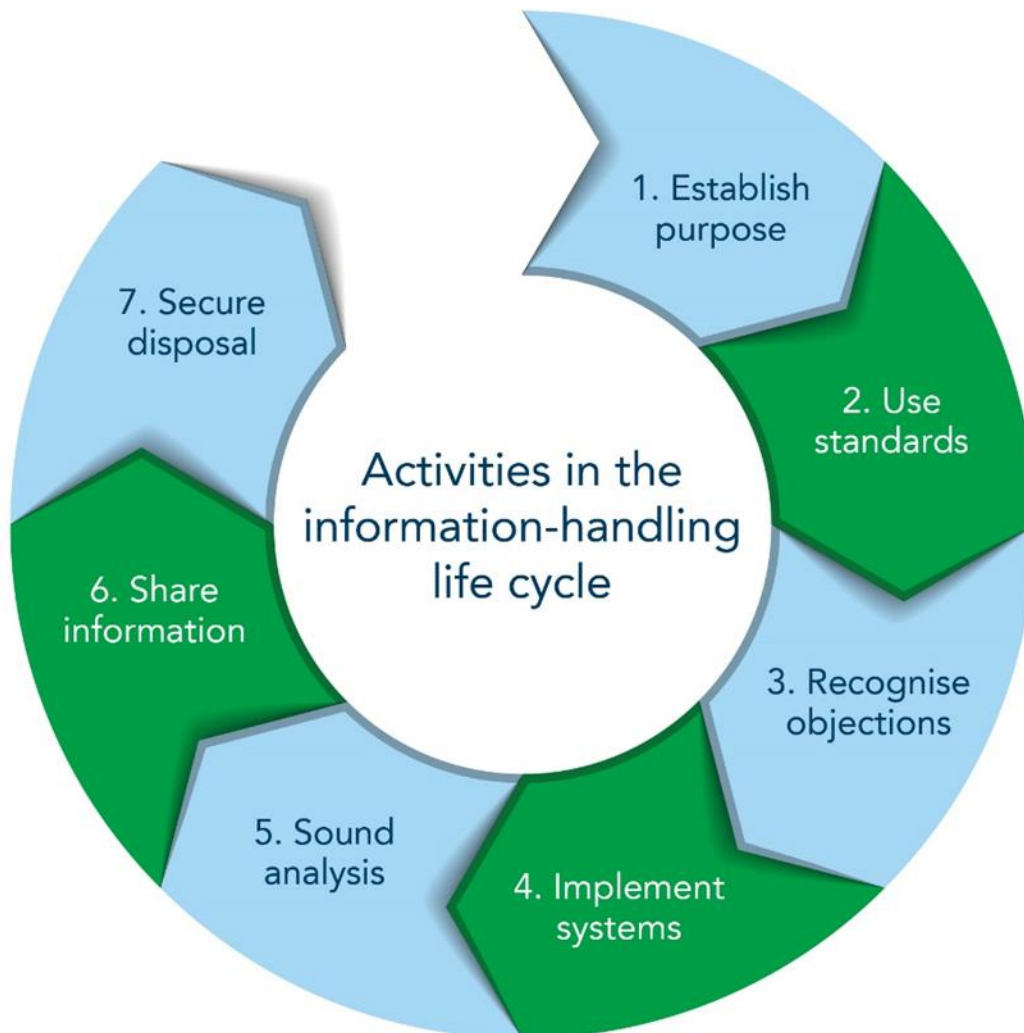 Activities in the
information-handling
life cycle
1. Establish
purpose
2. Use
standards
3. Recognise
objections
4. Implement
systems
5. Sound
analysis
6. Share
information
7. Secure
disposal